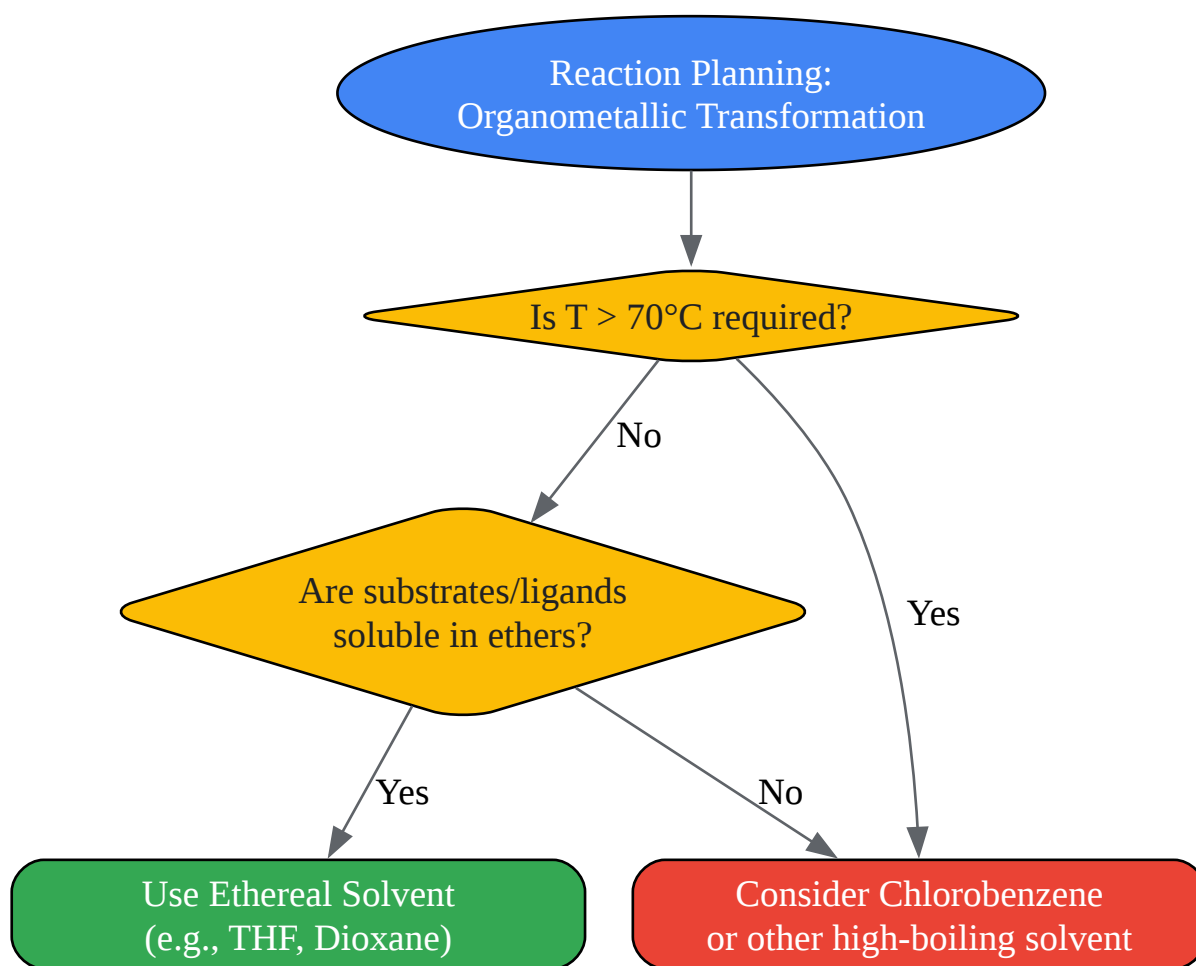 Reaction Planning:
Organometallic Transformation
Is T > 70°C required?
No
Are substrates/ligands
soluble in ethers?
Yes
Yes
No
Use Ethereal Solvent
(e.g., THF, Dioxane)
Consider Chlorobenzene
or other high-boiling solvent